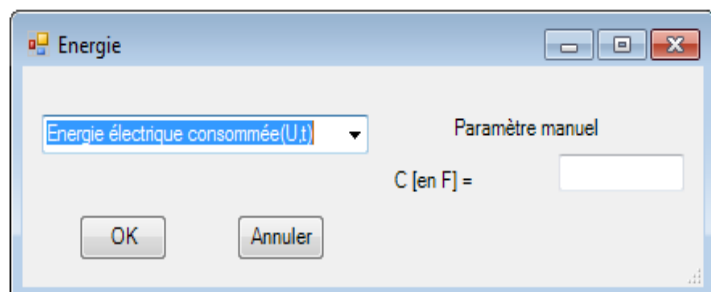 Energie
Energie électrique consommée(U,t)
Paramètre manuel
C [en F] =
OK
Annuler